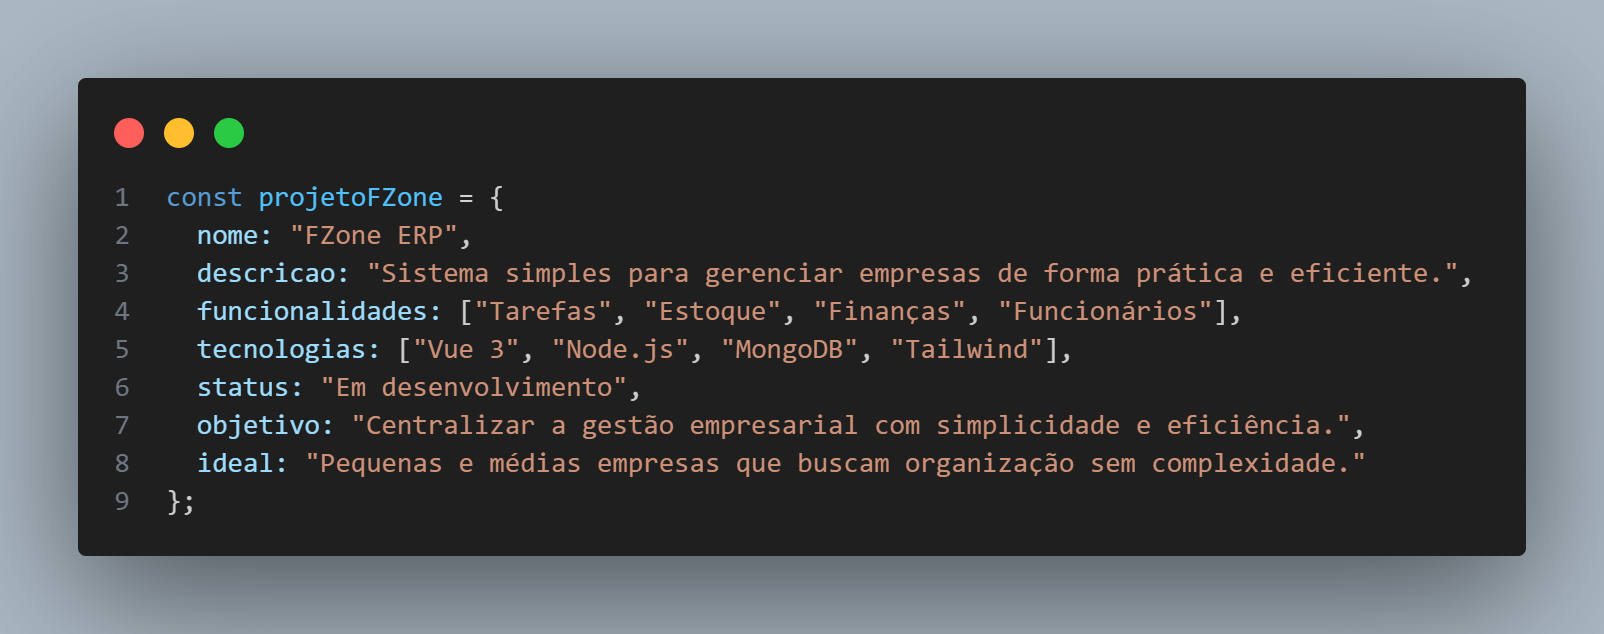 1 const projetoFZone = {
2 nome: "FZone ERP",
3 descricao: "Sistema simples para gerenciar empresas de forma prática e eficiente.",
4 funcionalidades: ["Tarefas", "Estoque", "Finanças", "Funcionários"],
5 tecnologias: ["Vue 3", "Node.js", "MongoDB", "Tailwind"],
6 status: "Em desenvolvimento",
7 objetivo: "Centralizar a gestão empresarial com simplicidade e eficiência.",
8 ideal: "Pequenas e médias empresas que buscam organização sem complexidade."
9 };